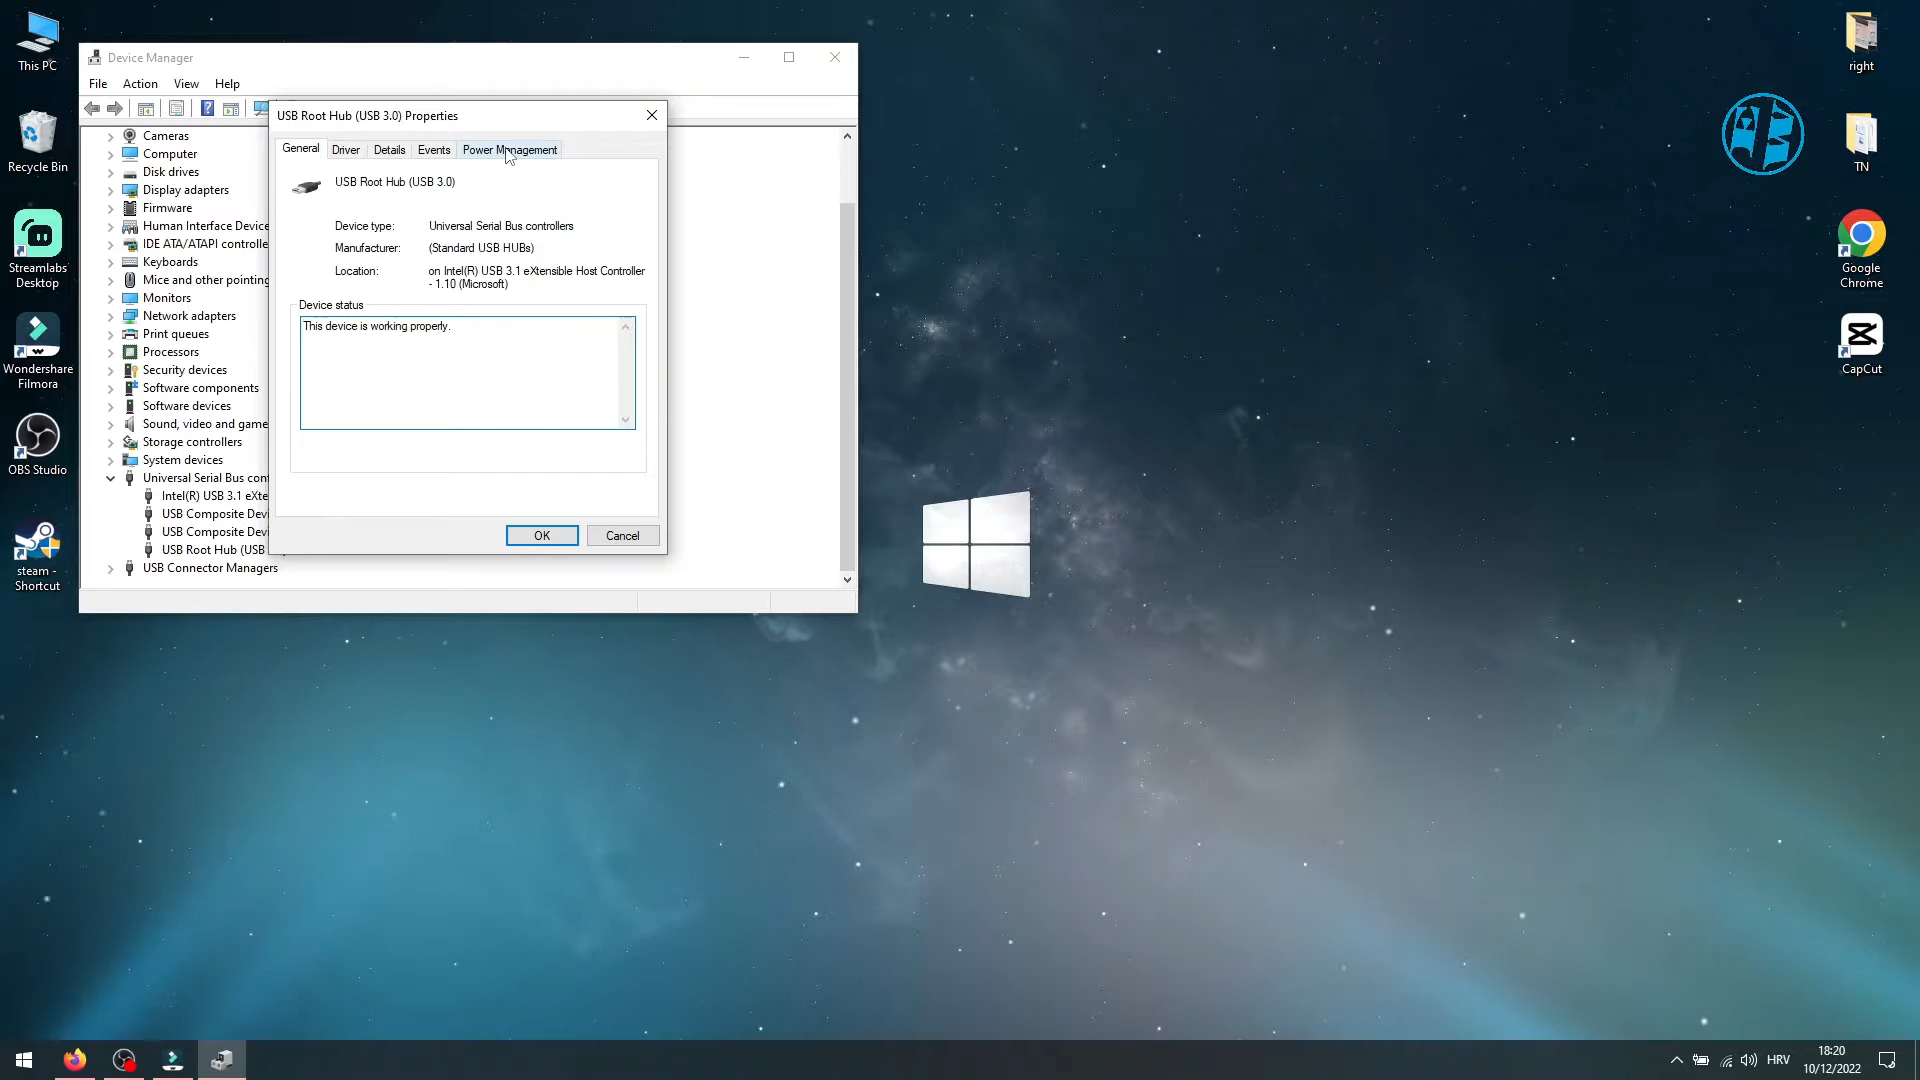 This PC
Recycle Bin
Streamlabs
Desktop
Wondershare
Filmora
OBS Studio
steam -
Shortcut
Device Manager
File Action View Help
Cameras
Computer
Disk drives
Display adapters
Firmware
Human Interface Device
IDE ATA/ATAPI controlle
Keyboards
Mice and other pointing
Monitors
Network adapters
Print queues
Processors
Security devices
Software components
Software devices
Sound, video and game
Storage controllers
System devices
Universal Serial Bus con
Intel(R) USB 3.1 eXte
USB Composite Devi
USB Composite Devi
USB Root Hub (USB
USB Connector Managers
USB Root Hub (USB 3.0) Properties
General Driver Details Events Power Management
USB Root Hub (USB 3.0)
Device type: Universal Serial Bus controllers
Manufacturer: (Standard USB HUBs)
Location: on Intel(R) USB 3.1 eXtensible Host Controller
- 1.10 (Microsoft)
Device status
This device is working properly.
OK Cancel
right
TN
Google
Chrome
CapCut
HRV
18:20
10/12/2022